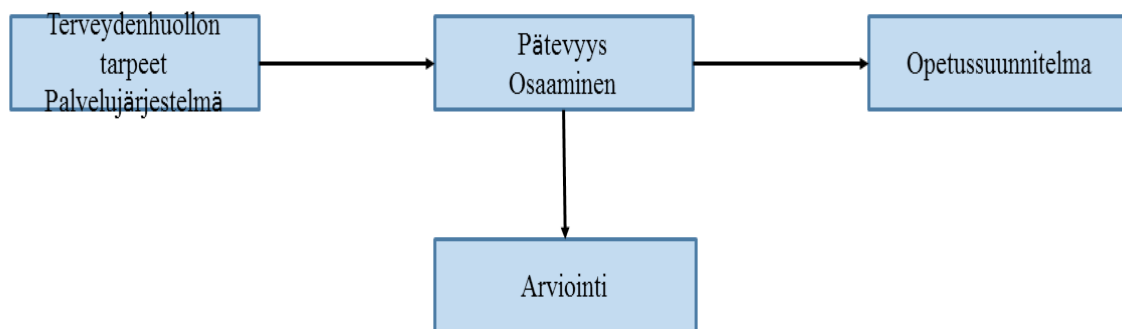 Terveydenhuollon
tarpeet
Palvelujärjestelmä
Pätevyys
Osaaminen
Opetussuunnitelma
Arviointi